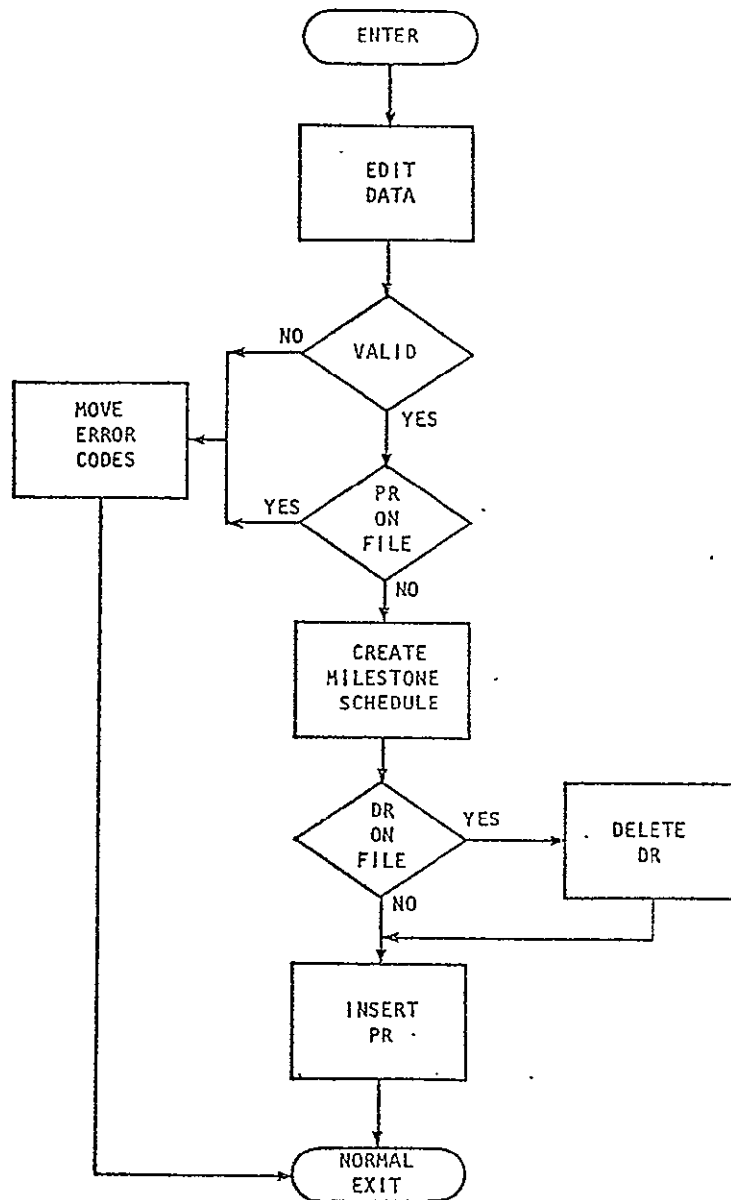 ENTER
EDIT
DATA
NO
VALID
YES
MOVE
ERROR
CODES
YES
PR
ON
FILE
NO
CREATE
MILESTONE
SCHEDULE
DR
ON
FILE
YES
DELETE
DR
NO
INSERT
PR
NORMAL
EXIT